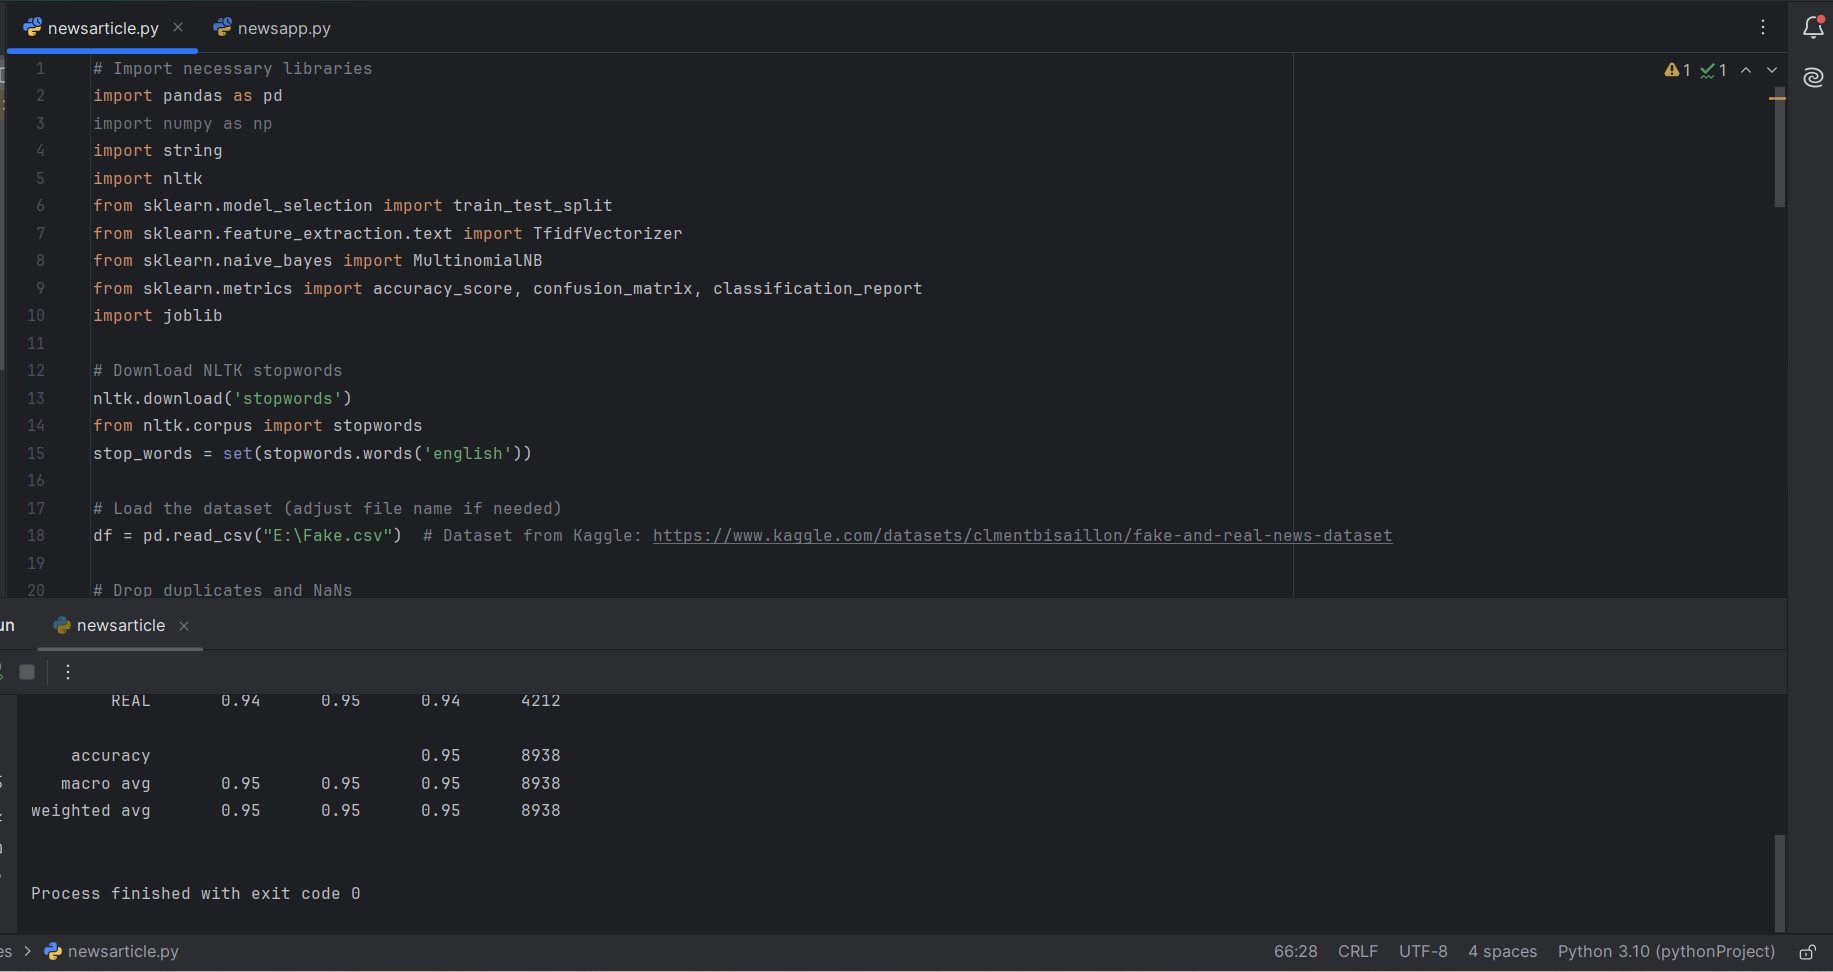 newsarticle.py
newsapp.py
1 # Import necessary libraries
2 import pandas as pd
3 import numpy as np
4 import string
5 import nltk
6 from sklearn.model_selection import train_test_split
7 from sklearn.feature_extraction.text import TfidfVectorizer
8 from sklearn.naive_bayes import MultinomialNB
9 from sklearn.metrics import accuracy_score, confusion_matrix, classification_report
10 import joblib
11
12 # Download NLTK stopwords
13 nltk.download('stopwords')
14 from nltk.corpus import stopwords
15 stop_words = set(stopwords.words('english'))
16
17 # Load the dataset (adjust file name if needed)
18 df = pd.read_csv("E:\Fake.csv")  # Dataset from Kaggle: https://www.kaggle.com/datasets/clmentbisaillon/fake-and-real-news-dataset
19
20 # Drop duplicates and NaNs
1 1
un newsarticle
REAL 0.94 0.95 0.94 4212
accuracy 0.95 8938
macro avg 0.95 0.95 0.95 8938
weighted avg 0.95 0.95 0.95 8938
Process finished with exit code 0
es > newsarticle.py
66:28 CRLF UTF-8 4 spaces Python 3.10 (pythonProject)